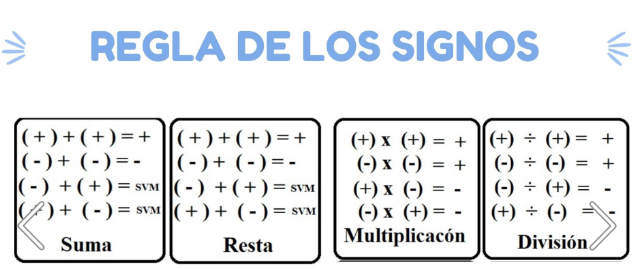 REGLA DE LOS SIGNOS
(+)+(+)=+
(-)+ (-)=-
(-) +(+)= SVM
(+)+ (-)= SVM
Suma
(+)+(+)=+
(-)+ (-)=-
(-) +(+)= SVM
(+)+ (-)= SVM
Resta
(+) x (+) = +
(-) x (-) = +
(+) x (-) = -
(-) x (+) = -
Multiplicacón
(+) ÷ (+) = +
(-) ÷ (-) = +
(-) ÷ (+) = -
(+) ÷ (-) = -
División